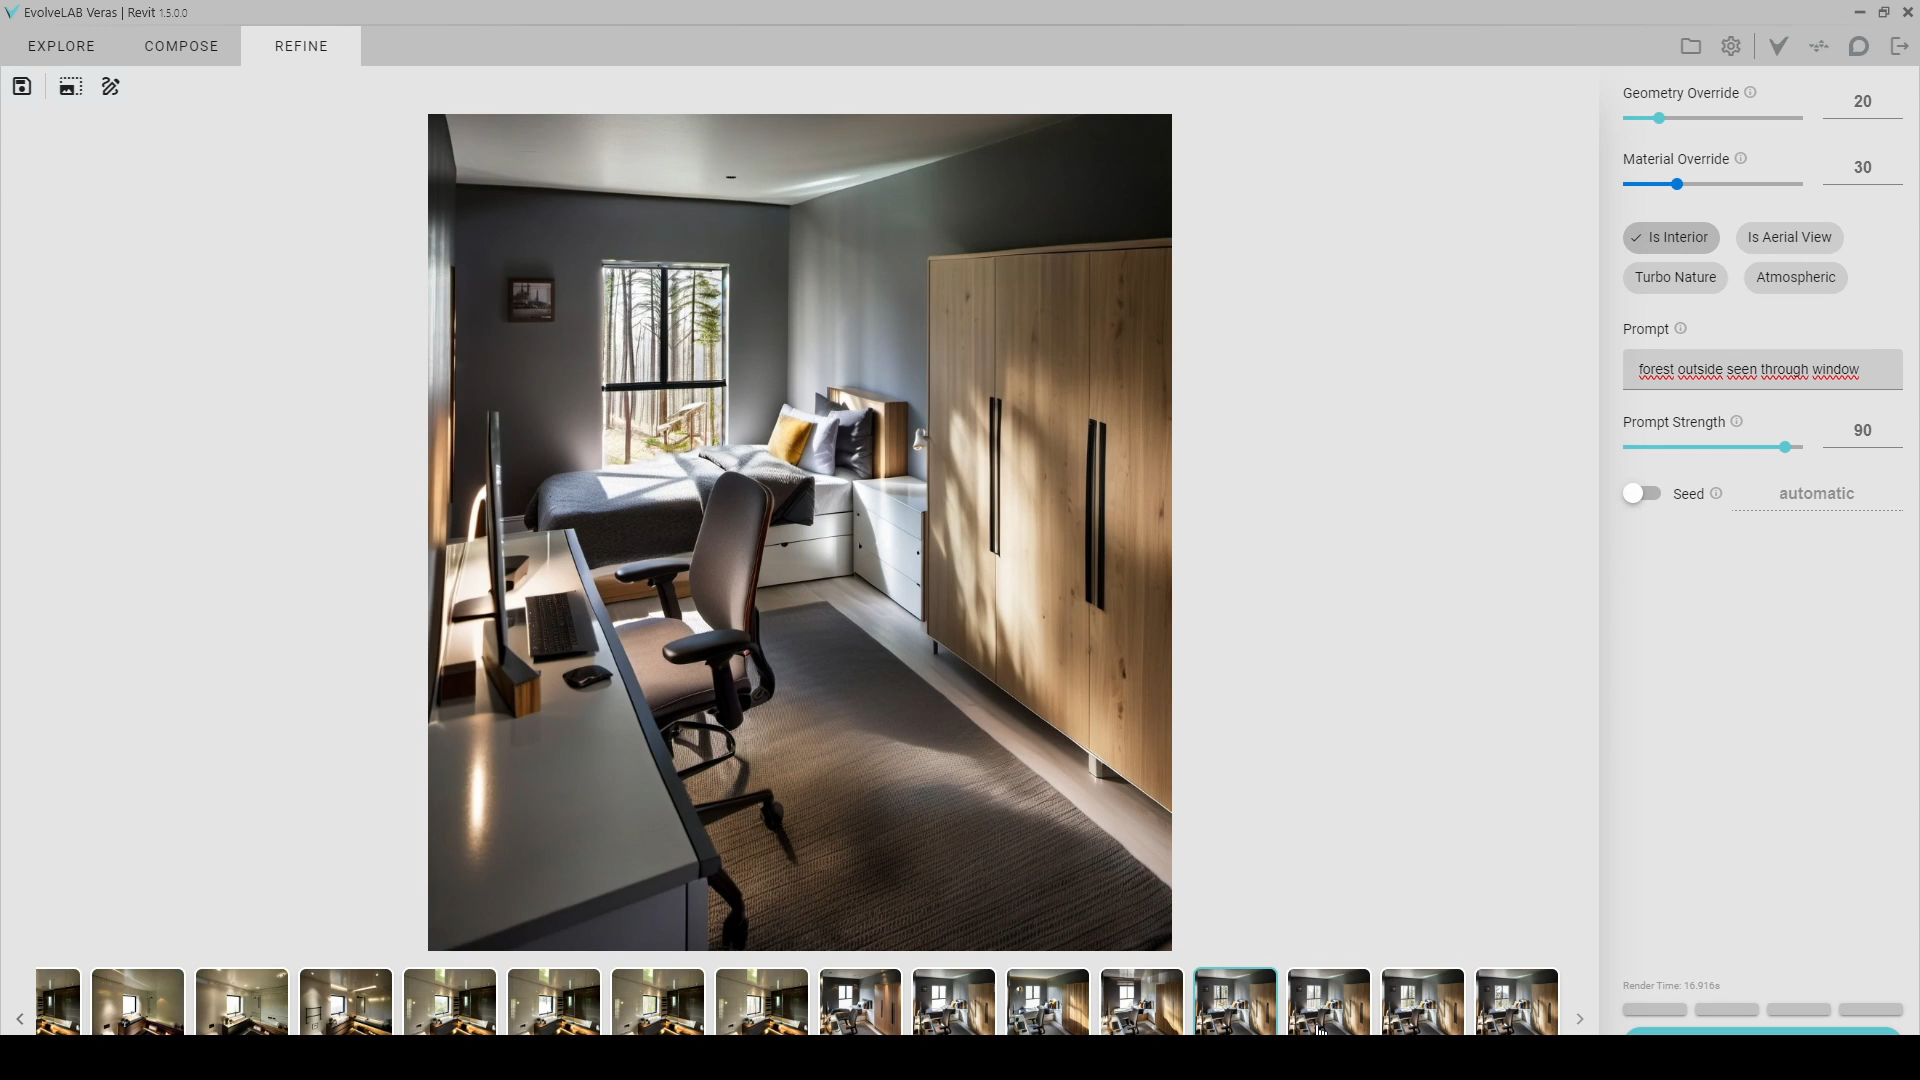 EvolveLAB Veras | Revit 1.5.0.0
EXPLORE COMPOSE REFINE
Geometry Override 20
Material Override 30
Is Interior Is Aerial View
Turbo Nature Atmospheric
Prompt
forest outside seen through window
Prompt Strength 90
Seed automatic
Render Time: 16.916s